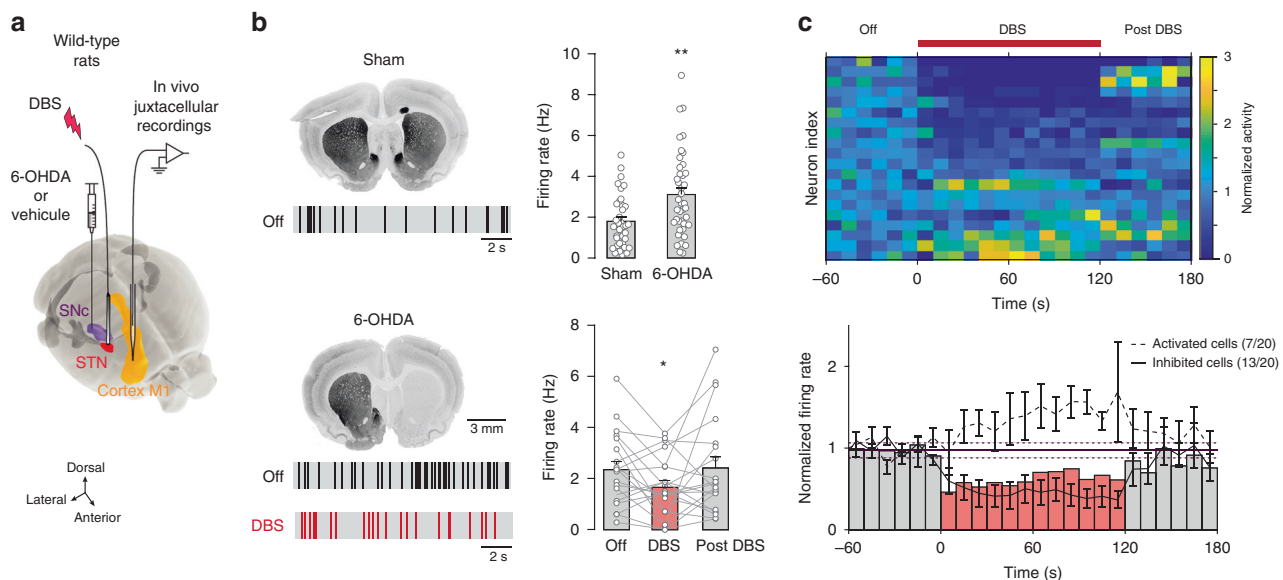 a
Wild-type
rats
DBS
In vivo
juxtacellular
recordings
6-OHDA
or
vehicule
SNc
STN
Cortex M1
Dorsal
Lateral
Anterior
b
Sham
Off
2 s
6-OHDA
3 mm
Off
DBS
2 s
Firing rate (Hz)
10
8
6
4
2
0
**
Sham
6-OHDA
Firing rate (Hz)
8
6
4
2
0
*
Off
DBS
Post DBS
c
Off
DBS
Post DBS
Neuron index
–60
0
60
120
180
Time (s)
3
2
1
0
Normalized activity
Normalized firing rate
2
1
0
Activated cells (7/20)
Inhibited cells (13/20)
–60
0
60
120
180
Time (s)